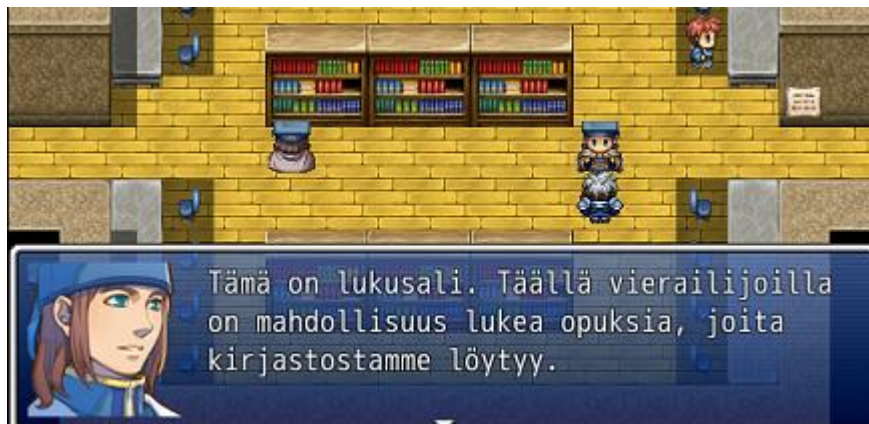 Tämä on lukusali. Täällä vierailijoilla
on mahdollisuus lukea opuksia, joita
kirjastostamme löytyy.